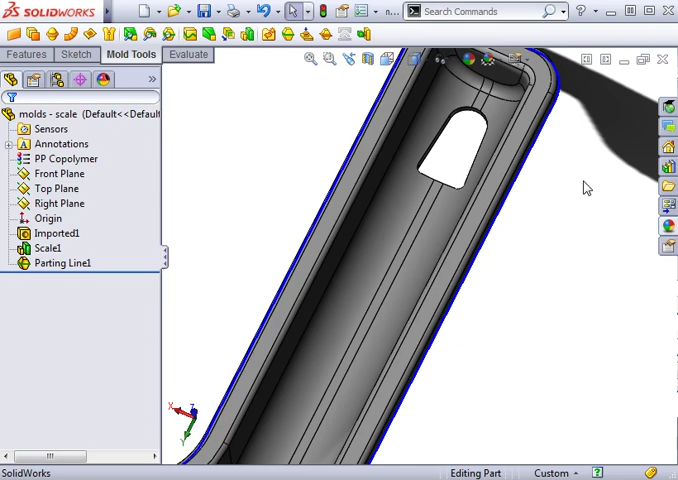 SOLIDWORKS
n...
Search Commands
Features
Sketch
Mold Tools
Evaluate
molds - scale (Default<<Default
Sensors
Annotations
PP Copolymer
Front Plane
Top Plane
Right Plane
Origin
Imported1
Scale1
Parting Line1
X
Z
Y
SolidWorks
Editing Part
Custom